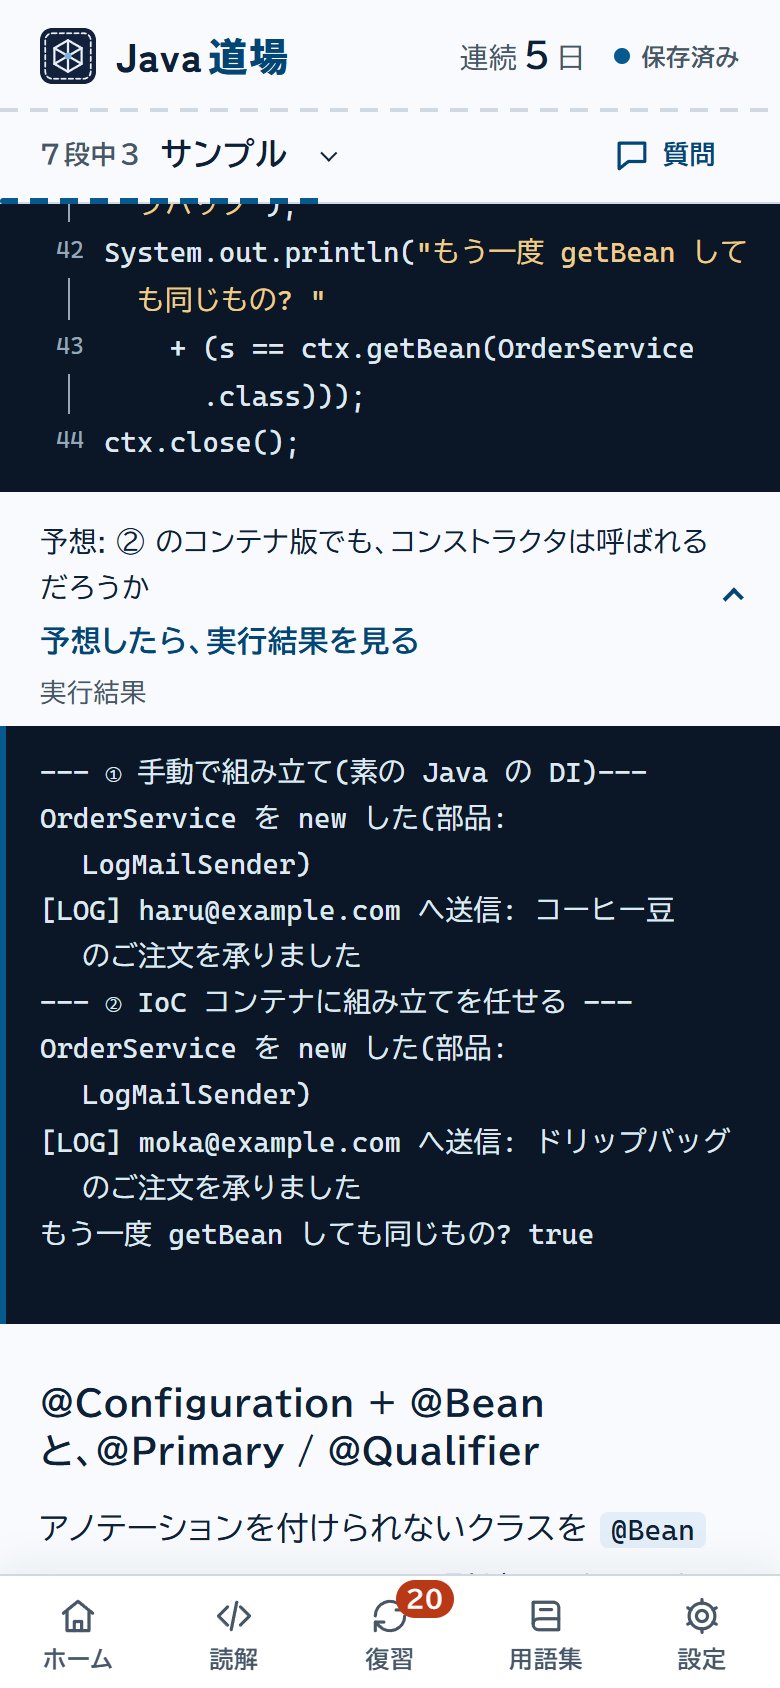 Java道場
連続 5 日
保存済み
7段中3 サンプル
質問
42 System.out.println("もう一度 getBean して
も同じもの? "
43 + (s == ctx.getBean(OrderService
.class)));
44 ctx.close();
予想: ② のコンテナ版でも、コンストラクタは呼ばれる
だろうか
予想したら、実行結果を見る
実行結果
--- ① 手動で組み立て(素の Java の DI)---
OrderService を new した(部品:
LogMailSender)
[LOG] haru@example.com へ送信: コーヒー豆
のご注文を承りました
--- ② IoC コンテナに組み立てを任せる ---
OrderService を new した(部品:
LogMailSender)
[LOG] moka@example.com へ送信: ドリップバッグ
のご注文を承りました
もう一度 getBean しても同じもの? true
@Configuration + @Bean
と、@Primary / @Qualifier
アノテーションを付けられないクラスを @Bean
20
ホーム
読解
復習
用語集
設定